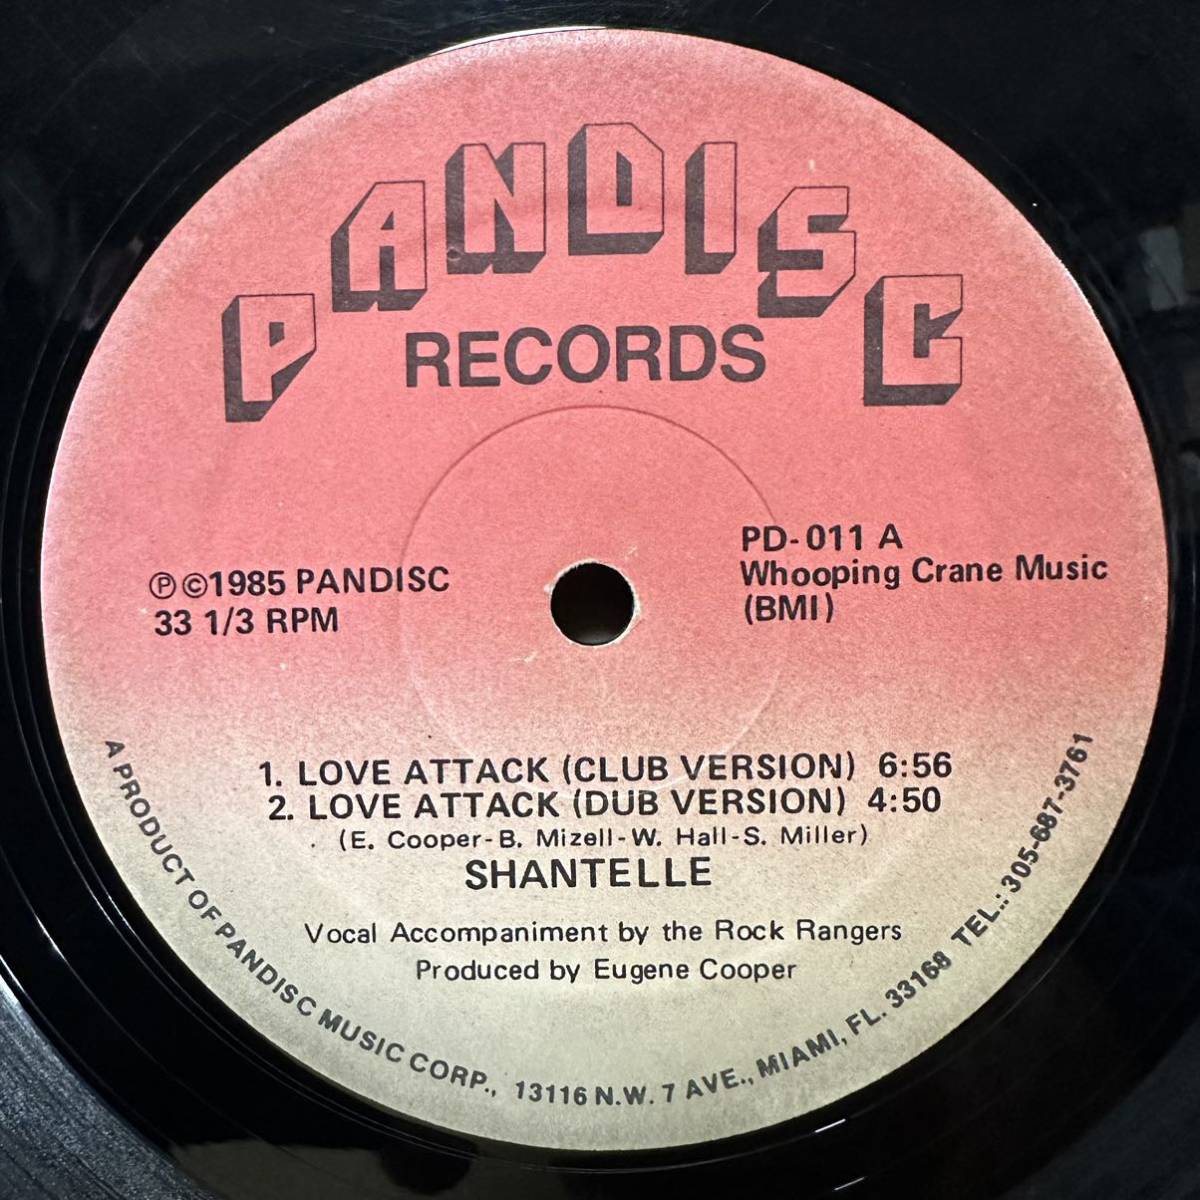 PANDISC
RECORDS
PD-011 A
Whooping Crane Music
(BMI)
℗©1985 PANDISC
33 1/3 RPM
1. LOVE ATTACK (CLUB VERSION) 6:56
2. LOVE ATTACK (DUB VERSION) 4:50
(E. Cooper-B. Mizell-W. Hall-S. Miller)
SHANTELLE
Vocal Accompaniment by the Rock Rangers
Produced by Eugene Cooper
A PRODUCT OF PANDISC MUSIC CORP., 13116 N.W. 7 AVE., MIAMI, FL. 33168 TEL.: 305-687-3761